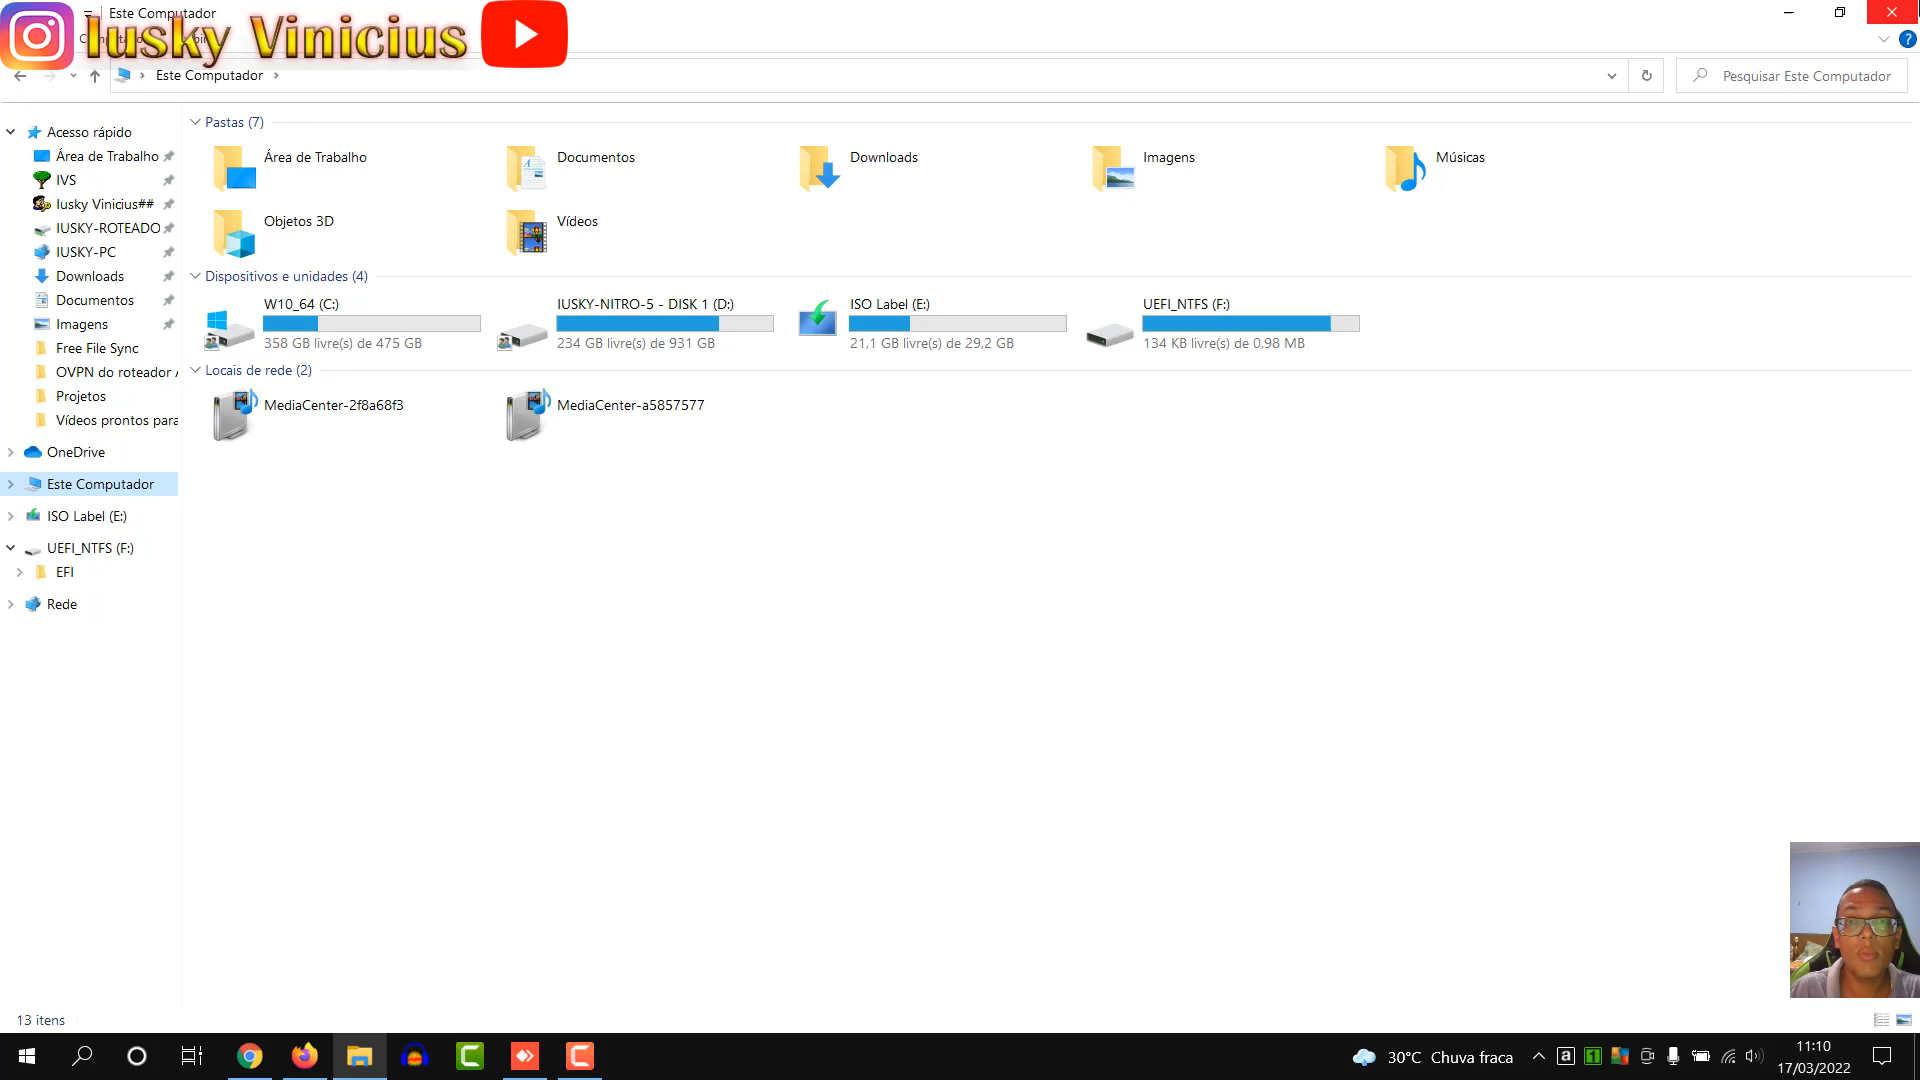 Este Computador
Iusky Vinicius
Este Computador
Pesquisar Este Computador
Acesso rápido
Área de Trabalho
IVS
Iusky Vinicius##
IUSKY-ROTEADO
IUSKY-PC
Downloads
Documentos
Imagens
Free File Sync
OVPN do roteador
Projetos
Vídeos prontos para
OneDrive
Este Computador
ISO Label (E:)
UEFI_NTFS (F:)
EFI
Rede
Pastas (7)
Área de Trabalho
Documentos
Downloads
Imagens
Músicas
Objetos 3D
Vídeos
Dispositivos e unidades (4)
W10_64 (C:)
358 GB livre(s) de 475 GB
IUSKY-NITRO-5 - DISK 1 (D:)
234 GB livre(s) de 931 GB
ISO Label (E:)
21,1 GB livre(s) de 29,2 GB
UEFI_NTFS (F:)
134 KB livre(s) de 0,98 MB
Locais de rede (2)
MediaCenter-2f8a68f3
MediaCenter-a5857577
13 itens
30°C Chuva fraca
11:10
17/03/2022